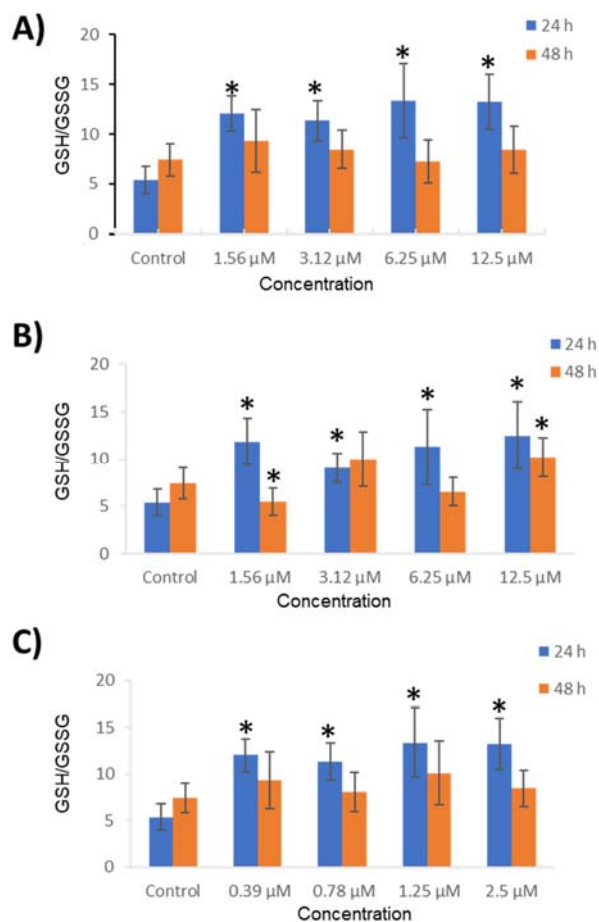 A)
24 h
48 h
GSH/GSSG
20
15
10
5
0
* * * *
Control 1.56 µM 3.12 µM 6.25 µM 12.5 µM
Concentration
B)
24 h
48 h
GSH/GSSG
20
15
10
5
0
* * * * * *
Control 1.56 µM 3.12 µM 6.25 µM 12.5 µM
Concentration
C)
24 h
48 h
GSH/GSSG
20
15
10
5
0
* * * *
Control 0.39 µM 0.78 µM 1.25 µM 2.5 µM
Concentration